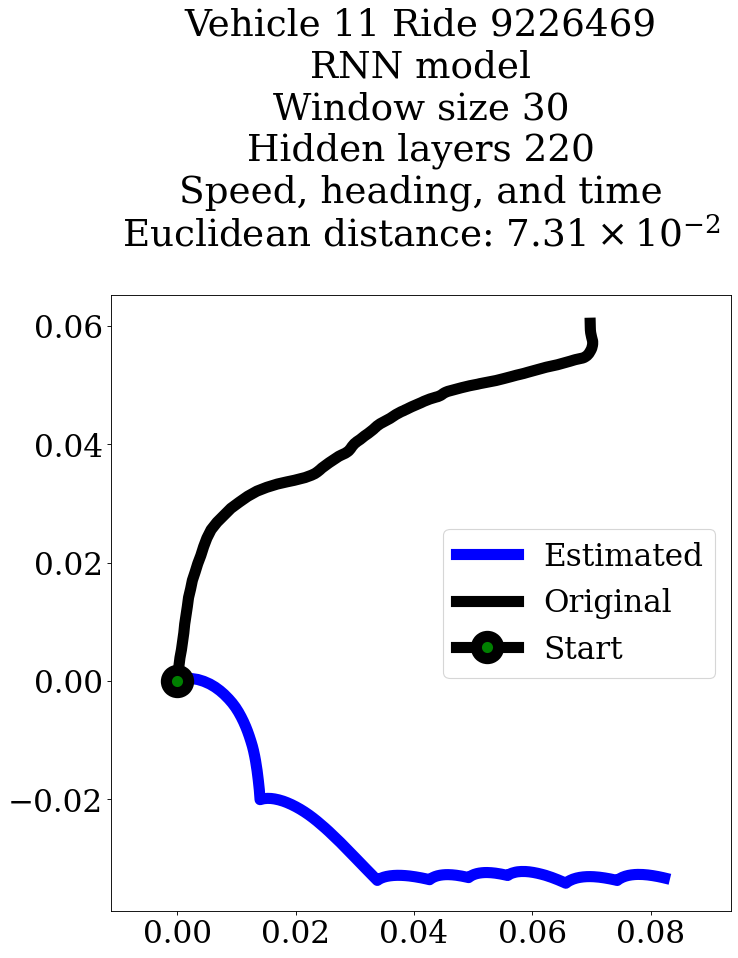 Vehicle 11 Ride 9226469
RNN model
Window size 30
Hidden layers 220
Speed, heading, and time
Euclidean distance: 7.31 × 10⁻²
0.06
0.04
0.02
0.00
−0.02
Estimated
Original
Start
0.00 0.02 0.04 0.06 0.08